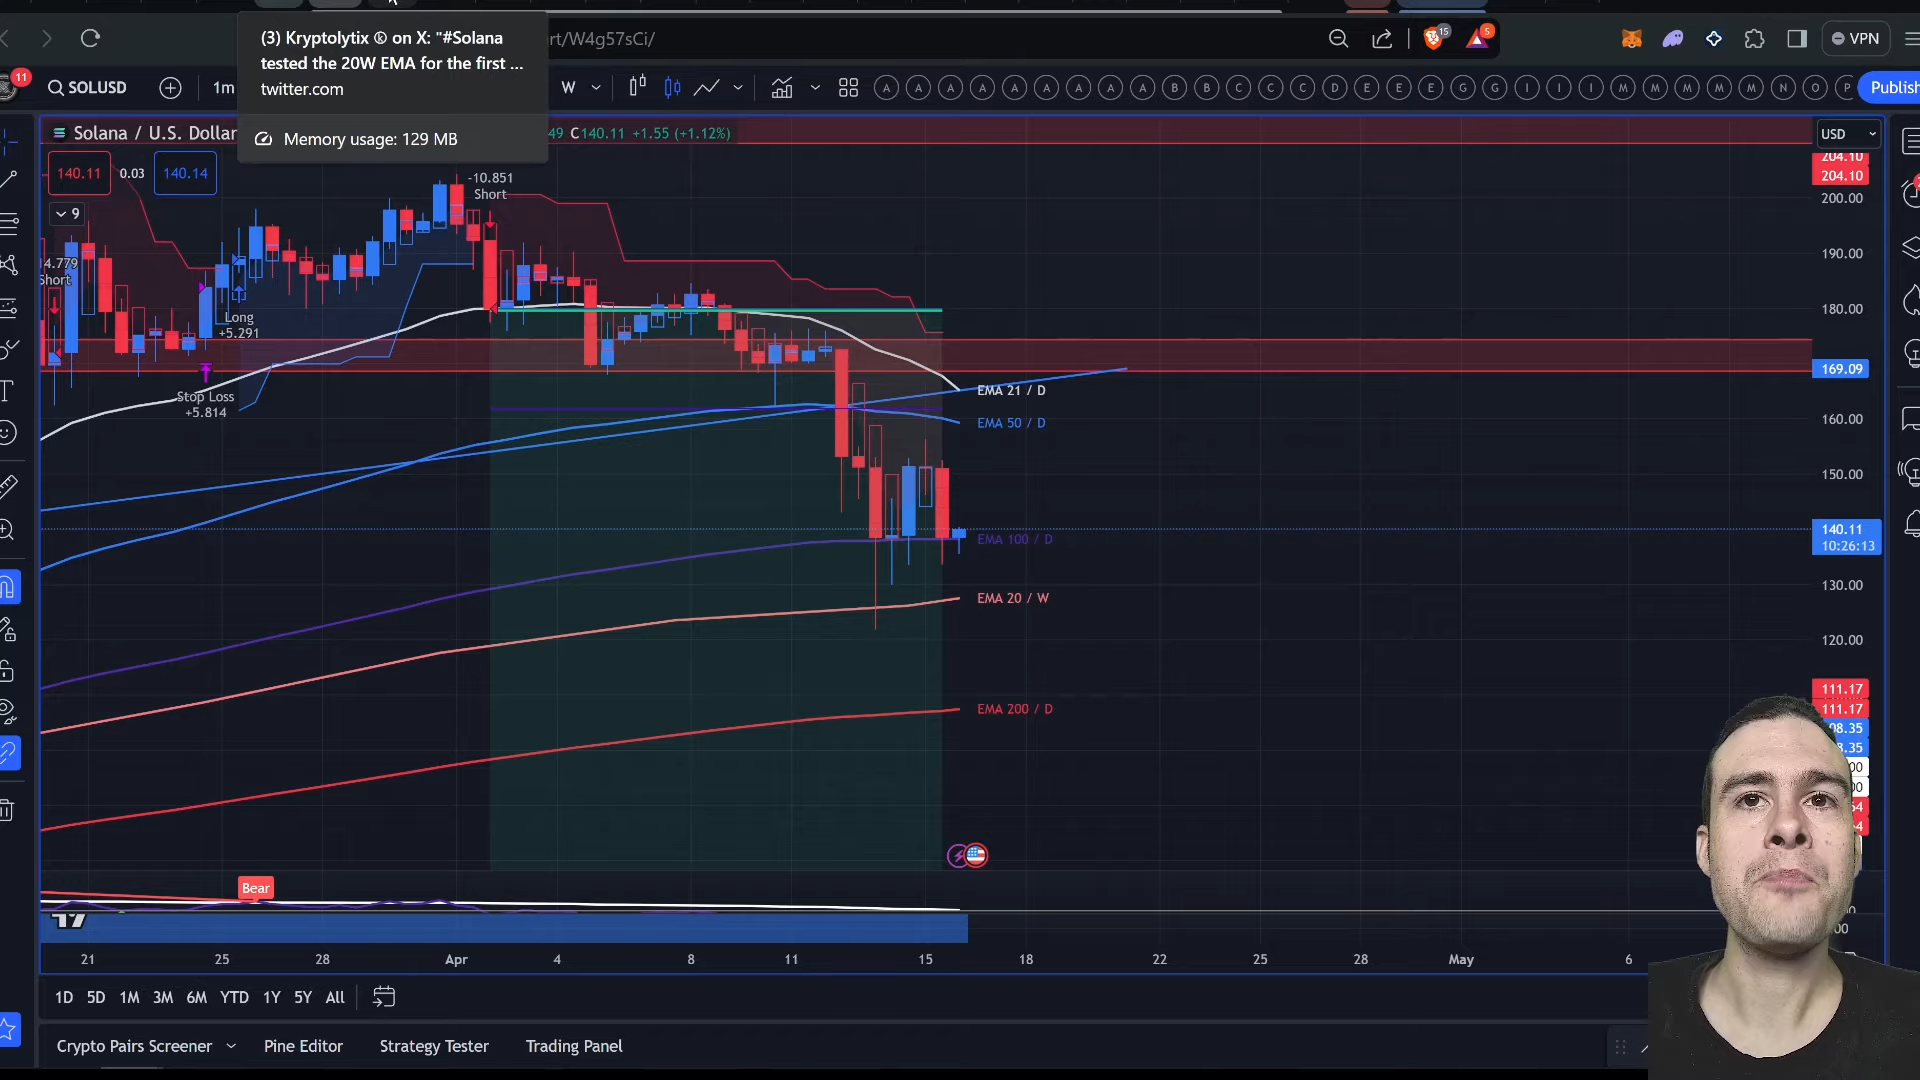 (3) Kryptolytix Ⓚ on X: "#Solana
tested the 20W EMA for the first ...
twitter.com
Memory usage: 129 MB
rt/W4g57sCi/
15
5
VPN
11
SOLUSD
1m
W
A A A A A A A A A B B C C C D E E E G G I I I M M M M M N O P
Publish
Solana / U.S. Dollar
49 C140.11 +1.55 (+1.12%)
USD
140.11
0.03
140.14
9
-10.851
Short
4.779
Short
Long
+5.291
Stop Loss
+5.814
EMA 21 / D
EMA 50 / D
EMA 100 / D
EMA 20 / W
EMA 200 / D
204.10
204.10
200.00
190.00
180.00
169.09
160.00
150.00
140.11
10:26:13
130.00
120.00
111.17
111.17
Bear
21 25 28 Apr 4 8 11 15 18 22 25 28 May 6
1D 5D 1M 3M 6M YTD 1Y 5Y All
Crypto Pairs Screener Pine Editor Strategy Tester Trading Panel